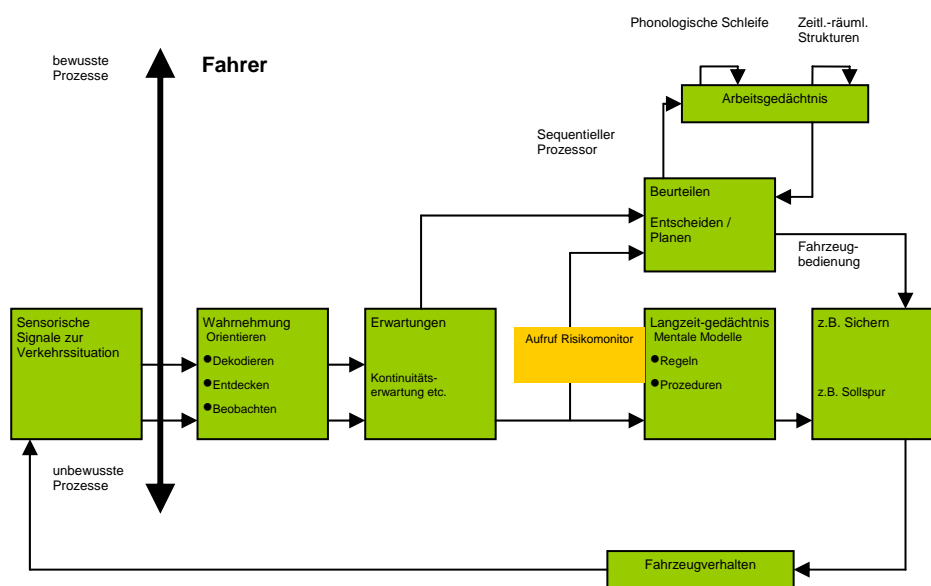 Phonologische Schleife
Zeitl.-räuml.
Strukturen
bewusste
Prozesse
Fahrer
Arbeitsgedächtnis
Sequentieller
Prozessor
Beurteilen
Entscheiden /
Planen
Fahrzeug-
bedienung
Sensorische
Signale zur
Verkehrssituation
Wahrnehmung
Orientieren
●Dekodieren
●Entdecken
●Beobachten
Erwartungen
Kontinuitäts-
erwartung etc.
Aufruf Risikomonitor
Langzeit-gedächtnis
Mentale Modelle
●Regeln
●Prozeduren
z.B. Sichern
z.B. Sollspur
unbewusste
Prozesse
Fahrzeugverhalten